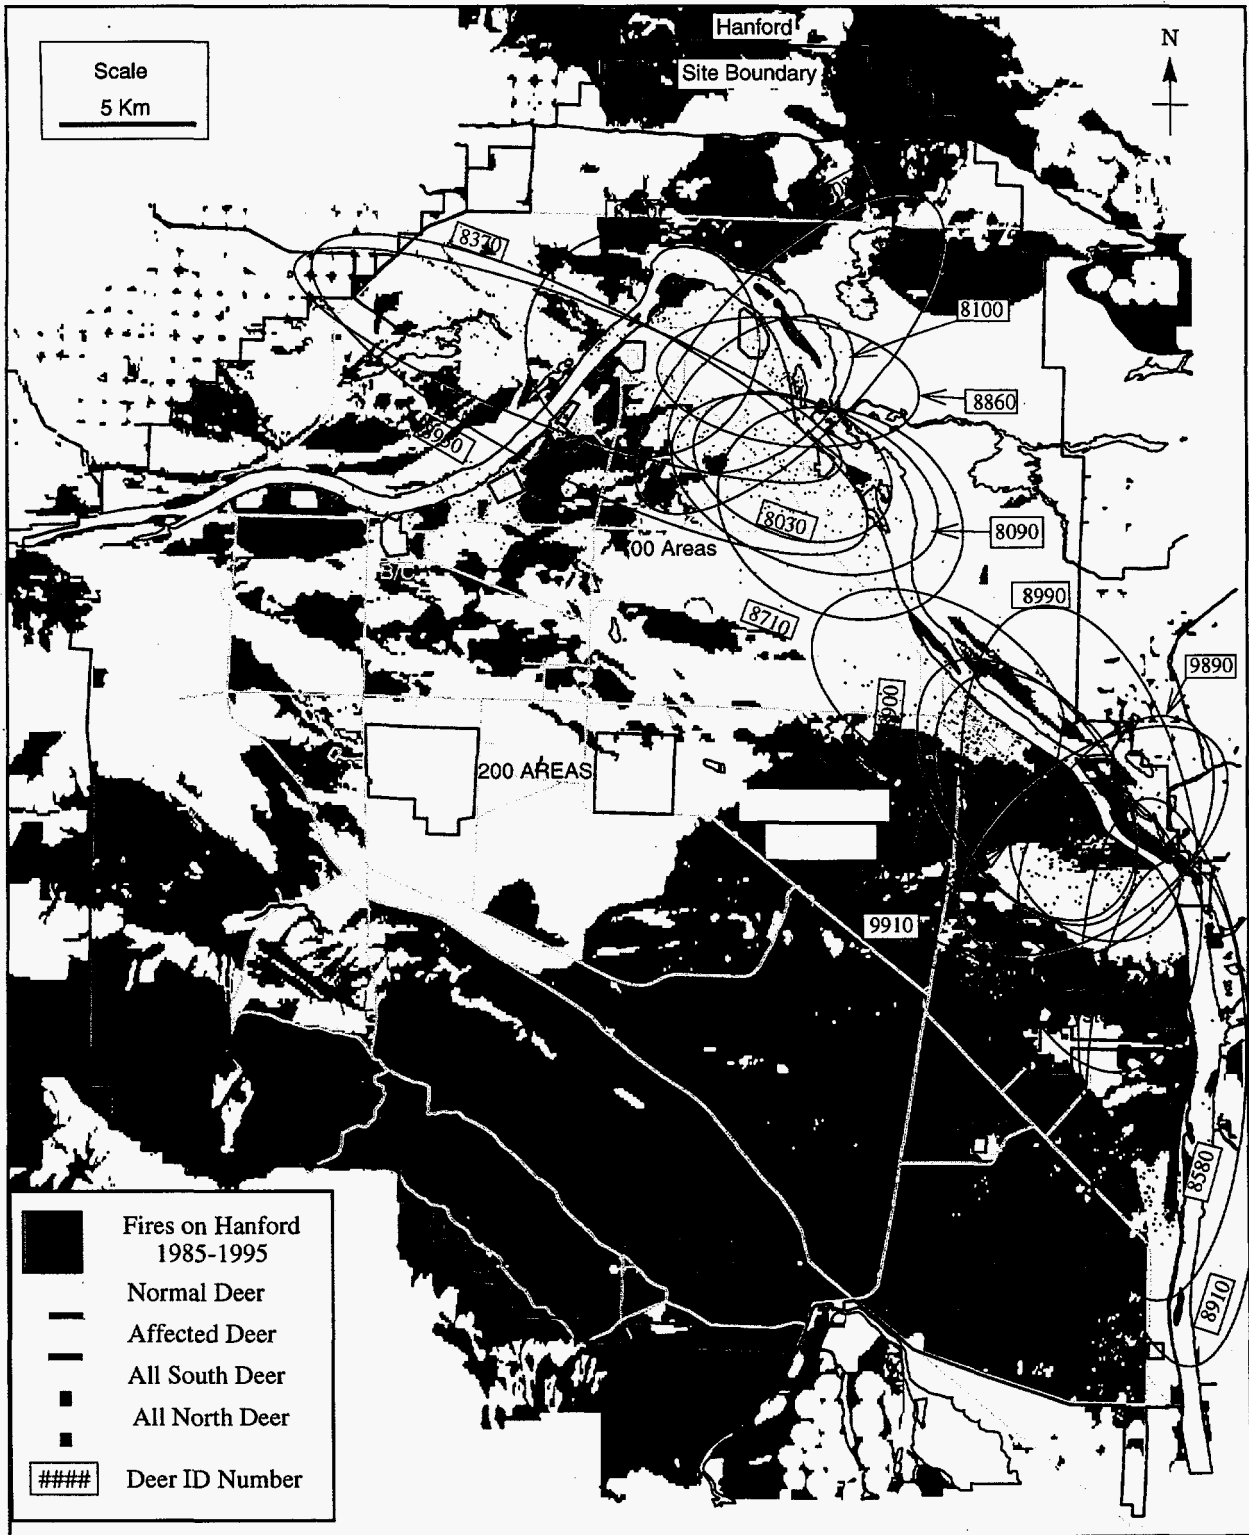 Hanford
Site Boundary
N
Scale
5 Km
8370
8100
8860
8950
8030
8090
00 Areas
B/C
8990
8710
9890
8900
200 AREAS
9910
8580
8910
Fires on Hanford
1985-1995
Normal Deer
Affected Deer
All South Deer
All North Deer
#### Deer ID Number